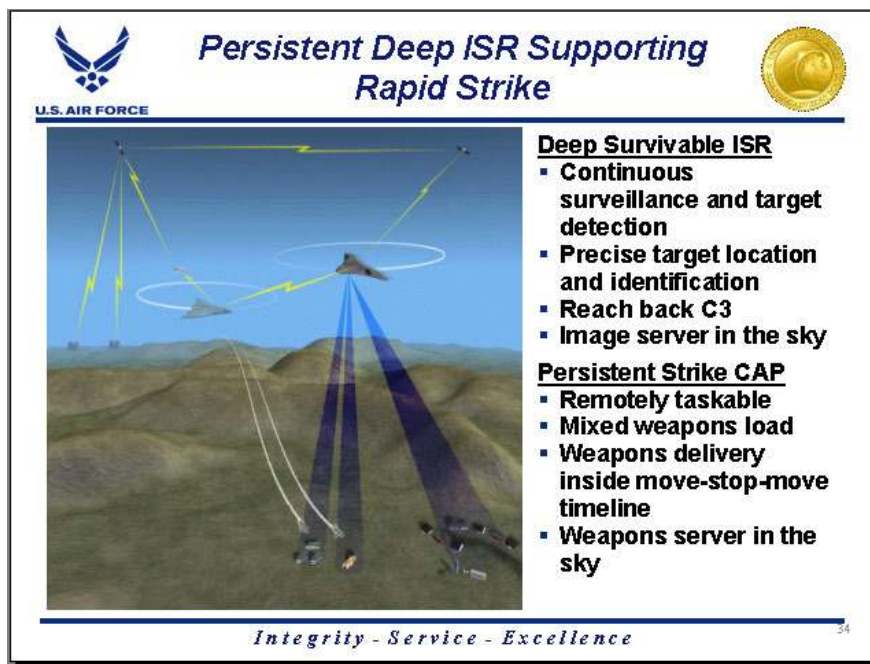 Persistent Deep ISR Supporting
Rapid Strike
U.S. AIR FORCE
Deep Survivable ISR
▪ Continuous
surveillance and target
detection
▪ Precise target location
and identification
▪ Reach back C3
▪ Image server in the sky
Persistent Strike CAP
▪ Remotely taskable
▪ Mixed weapons load
▪ Weapons delivery
inside move-stop-move
timeline
▪ Weapons server in the
sky
Integrity - Service - Excellence
34